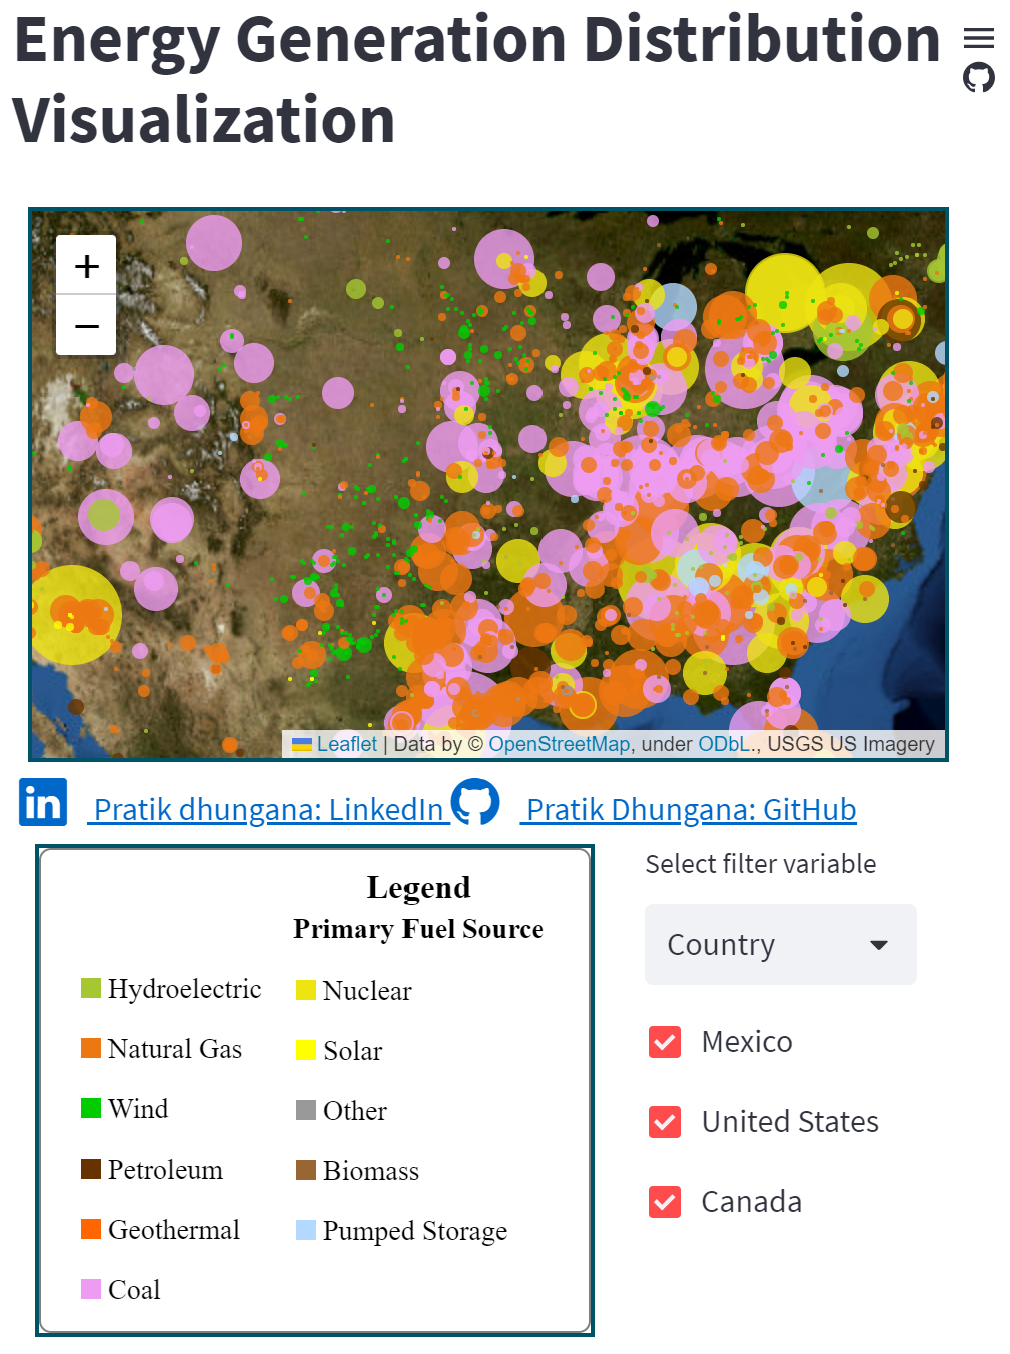 Energy Generation Distribution
Visualization
+
−
Leaflet | Data by © OpenStreetMap, under ODbL., USGS US Imagery
in
Pratik dhungana: LinkedIn Pratik Dhungana: GitHub
Legend
Primary Fuel Source
Hydroelectric
Natural Gas
Wind
Petroleum
Geothermal
Coal
Nuclear
Solar
Other
Biomass
Pumped Storage
Select filter variable
Country
Mexico
United States
Canada